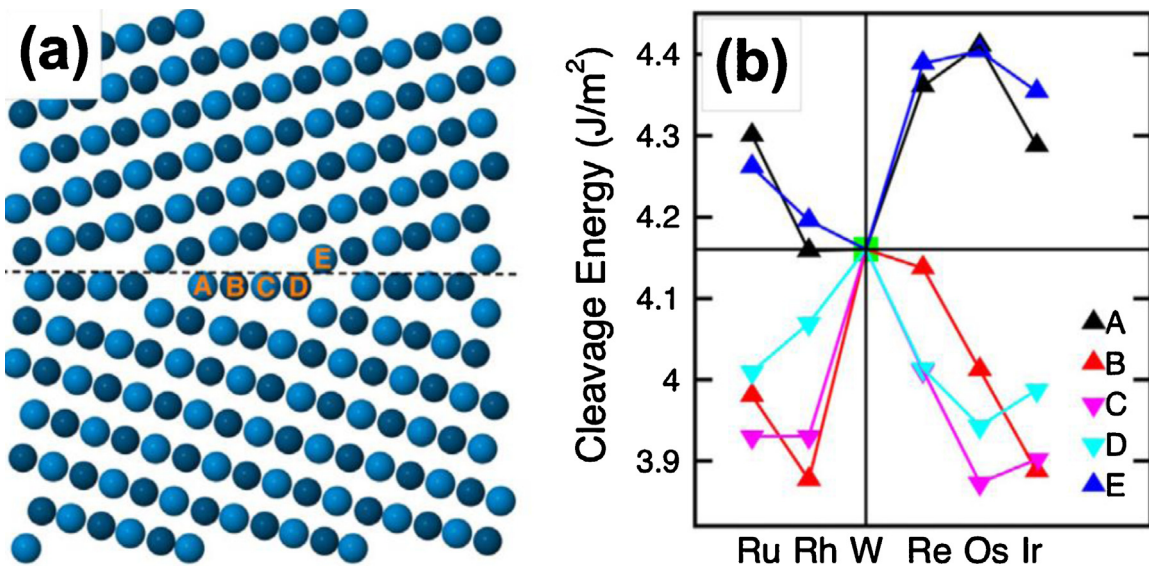 (a)
E
A B C D
(b)
Cleavage Energy (J/m²)
4.4
4.3
4.2
4.1
4
3.9
A
B
C
D
E
Ru Rh W Re Os Ir